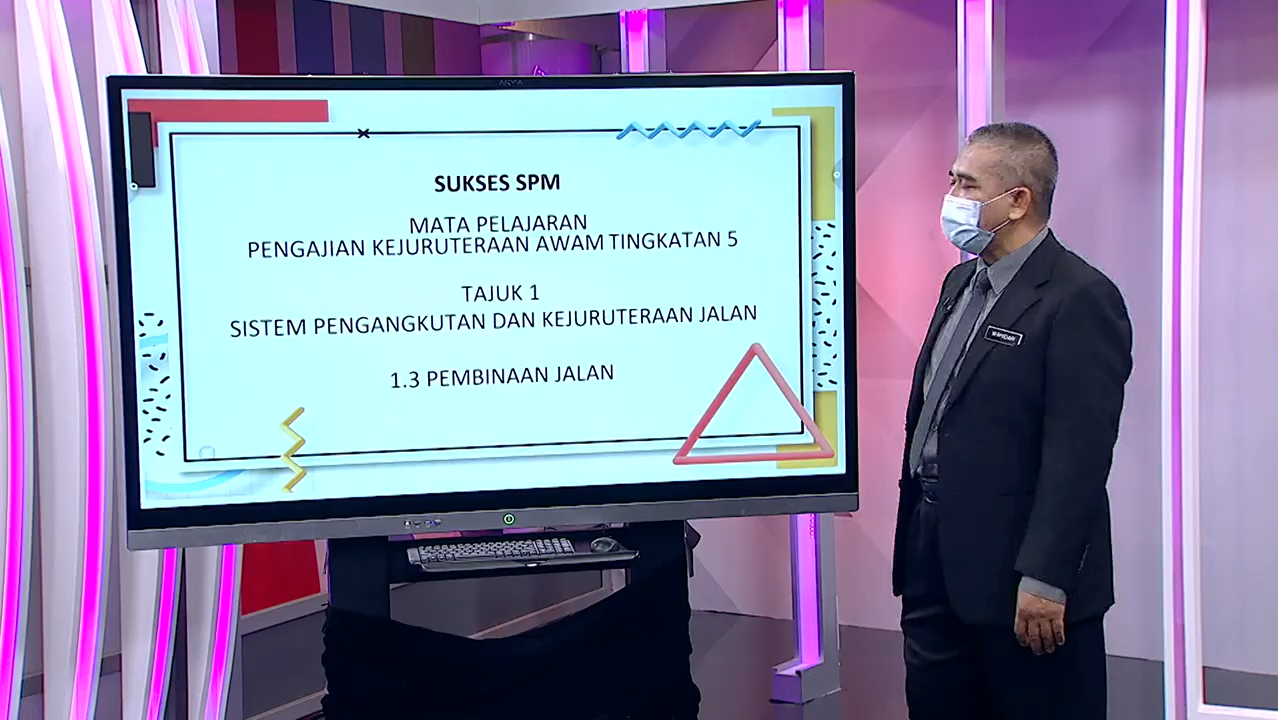 SUKSES SPM
MATA PELAJARAN
PENGAJIAN KEJURUTERAAN AWAM TINGKATAN 5
TAJUK 1
SISTEM PENGANGKUTAN DAN KEJURUTERAAN JALAN
1.3 PEMBINAAN JALAN